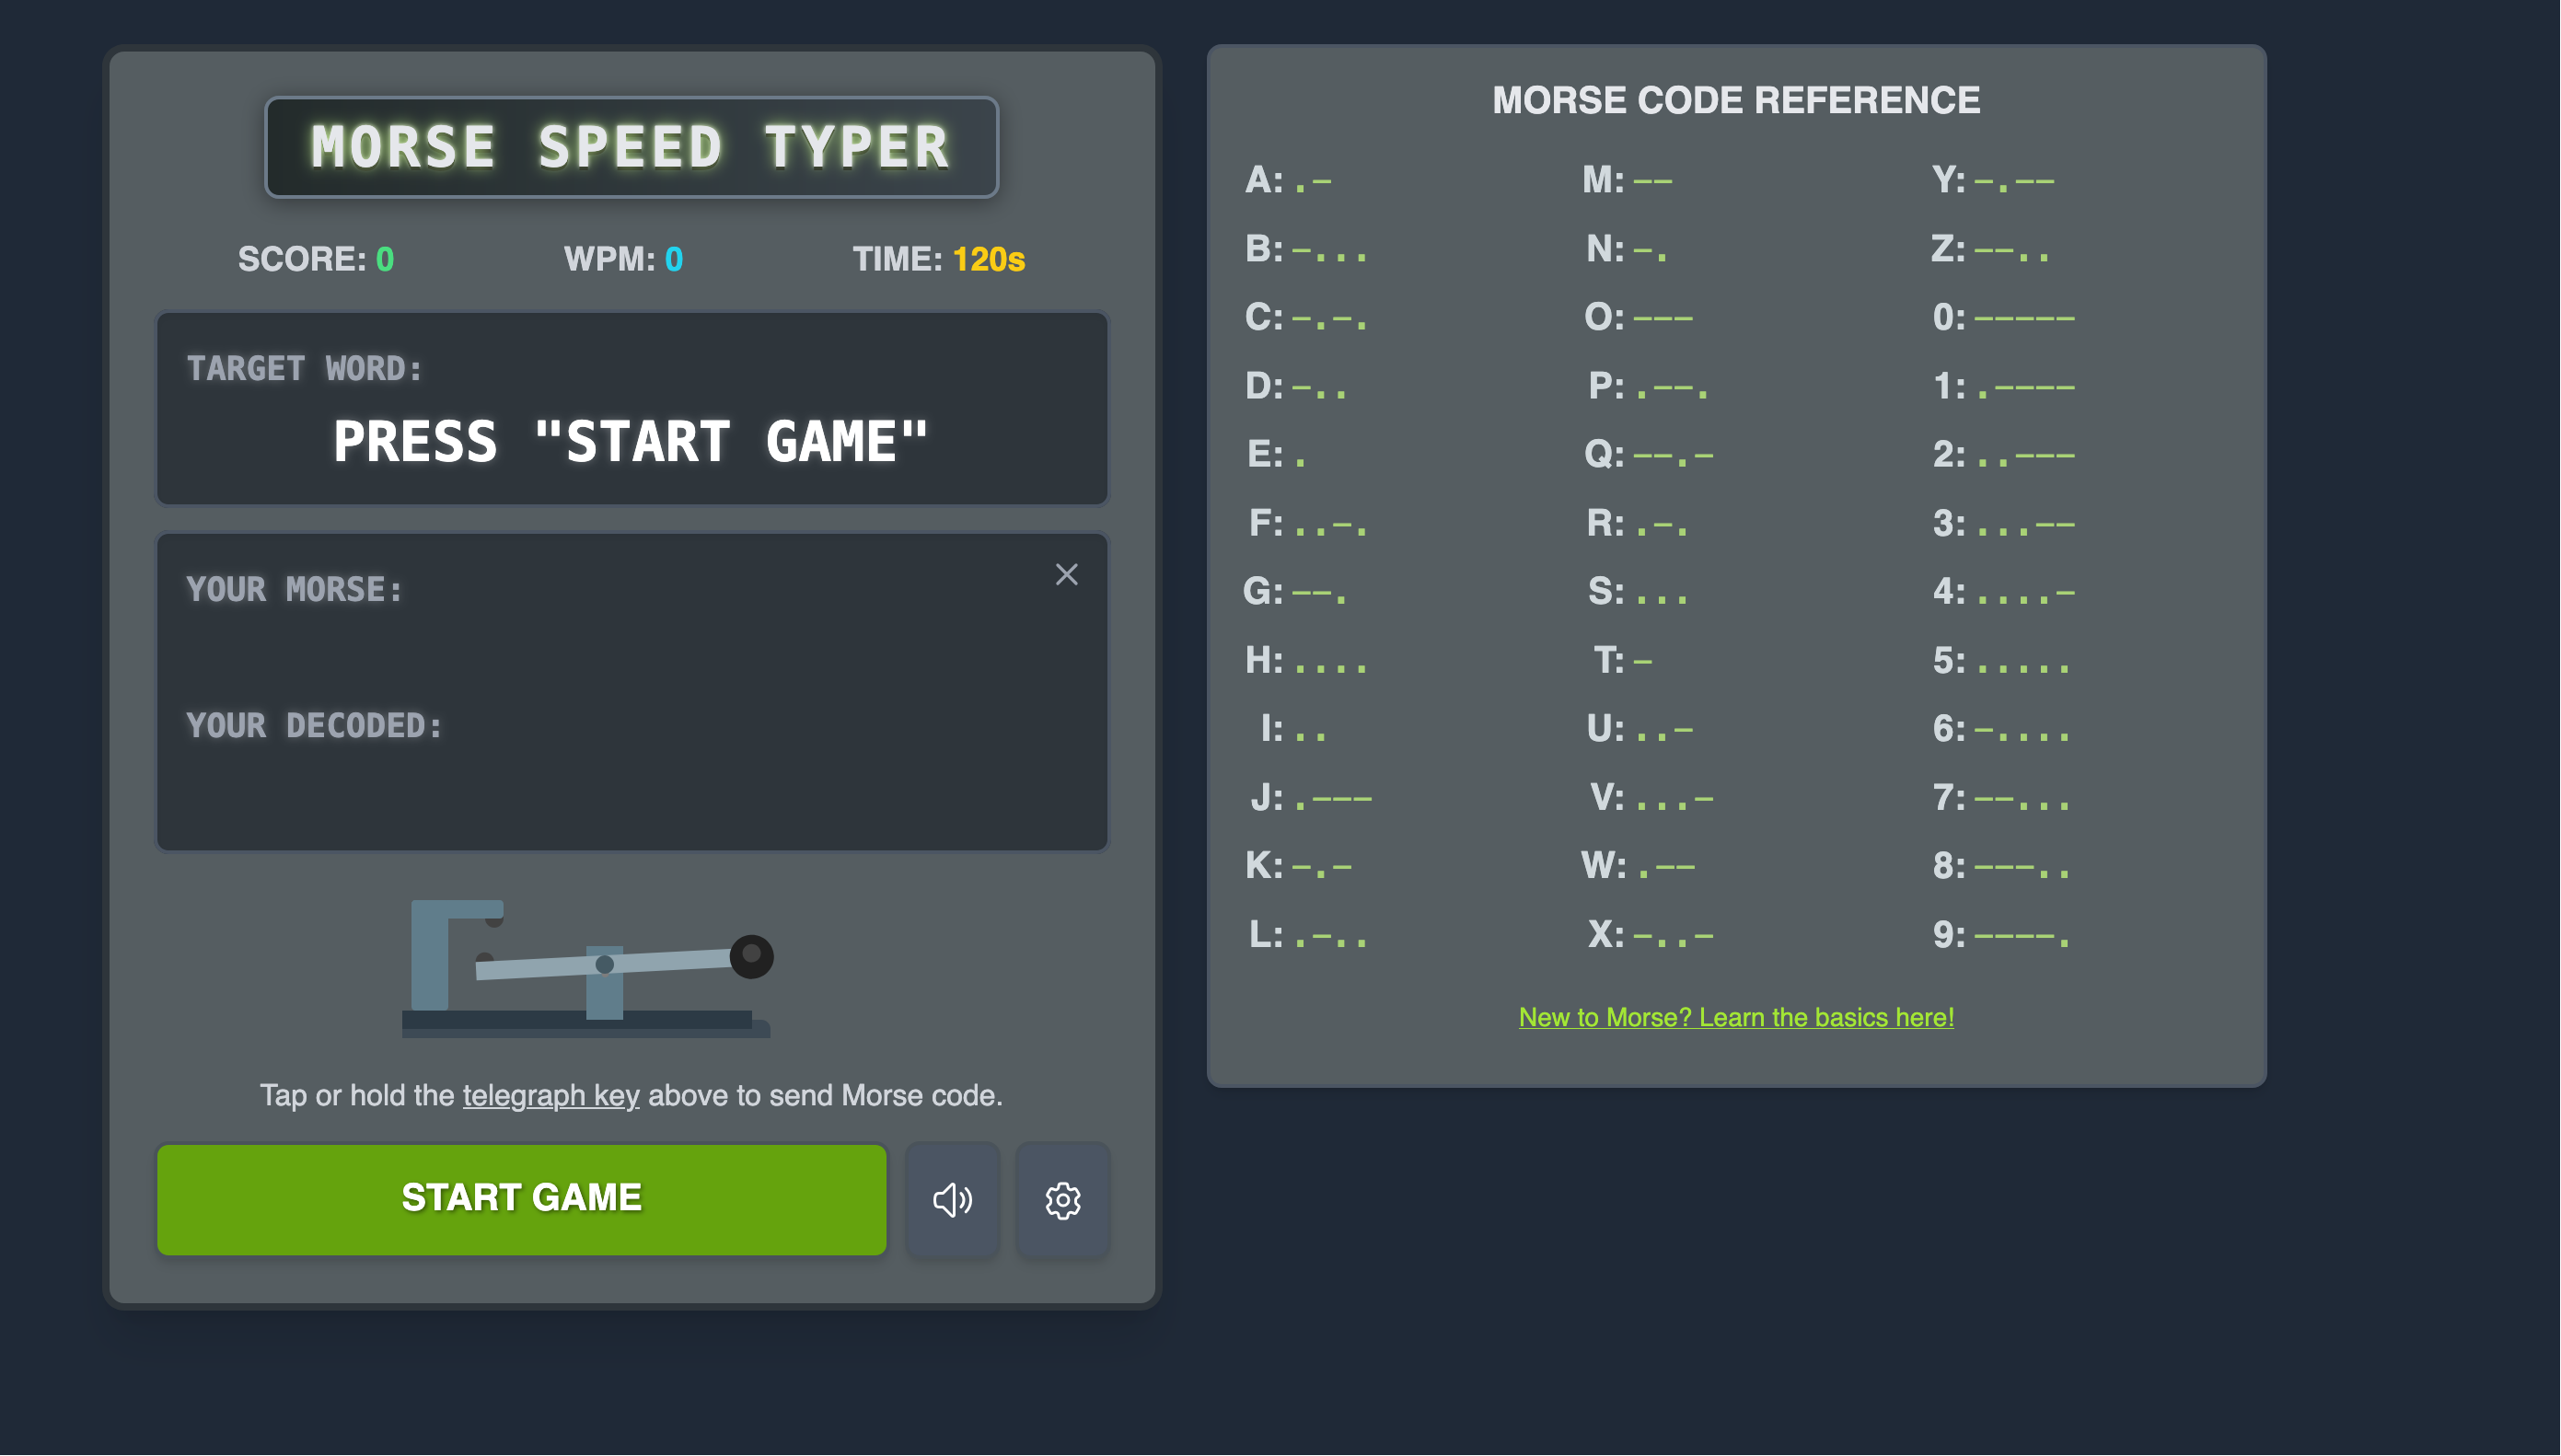 MORSE SPEED TYPER
SCORE: 0 WPM: 0 TIME: 120s
TARGET WORD:
PRESS "START GAME"
YOUR MORSE:
YOUR DECODED:
Tap or hold the telegraph key above to send Morse code.
START GAME
MORSE CODE REFERENCE
A: .– M: –– Y: –.––
B: –... N: –. Z: ––..
C: –.–. O: ––– 0: –––––
D: –.. P: .––. 1: .––––
E: . Q: ––.– 2: ..–––
F: ..–. R: .–. 3: ...––
G: ––. S: ... 4: ....–
H: .... T: – 5: .....
I: .. U: ..– 6: –....
J: .––– V: ...– 7: ––...
K: –.– W: .–– 8: –––..
L: .–.. X: –..– 9: ––––.
New to Morse? Learn the basics here!